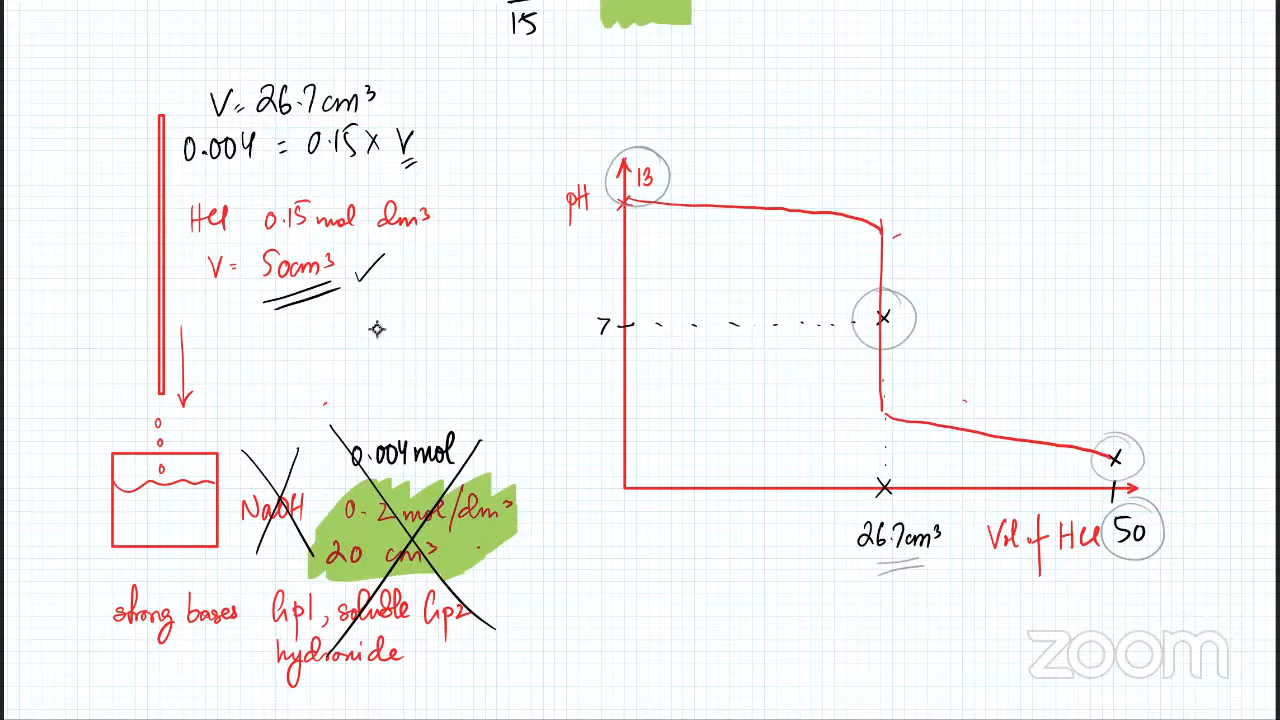 15
V = 26.7cm³
0.004 = 0.15 x V
HCl 0.15 mol dm³
V = 50cm³ ✓
0.004 mol
NaOH 0.2 mol/dm³
20 cm³
strong bases Gp1, soluble Gp2
hydroxide
13
pH
7
26.7cm³ Vol of HCl 50
zoom